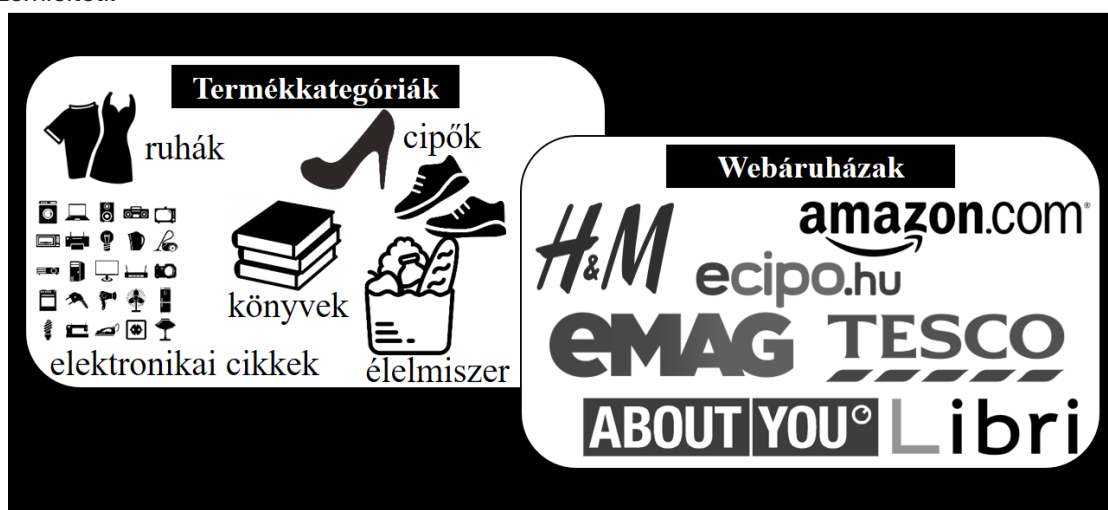 Termékkategóriák
ruhák
cipők
könyvek
elektronikai cikkek
élelmiszer
Webáruházak
H&M
amazon.com®
ecipo.hu
eMAG
TESCO
ABOUT YOU°
Libri